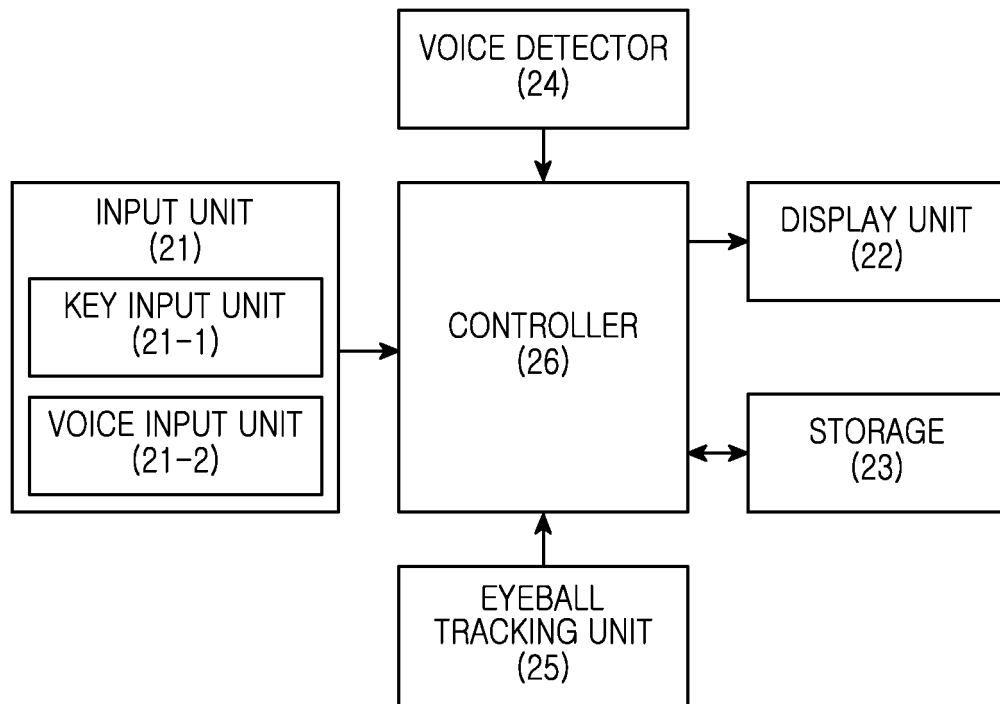 VOICE DETECTOR
(24)
INPUT UNIT
(21)
KEY INPUT UNIT
(21-1)
VOICE INPUT UNIT
(21-2)
CONTROLLER
(26)
DISPLAY UNIT
(22)
STORAGE
(23)
EYEBALL
TRACKING UNIT
(25)